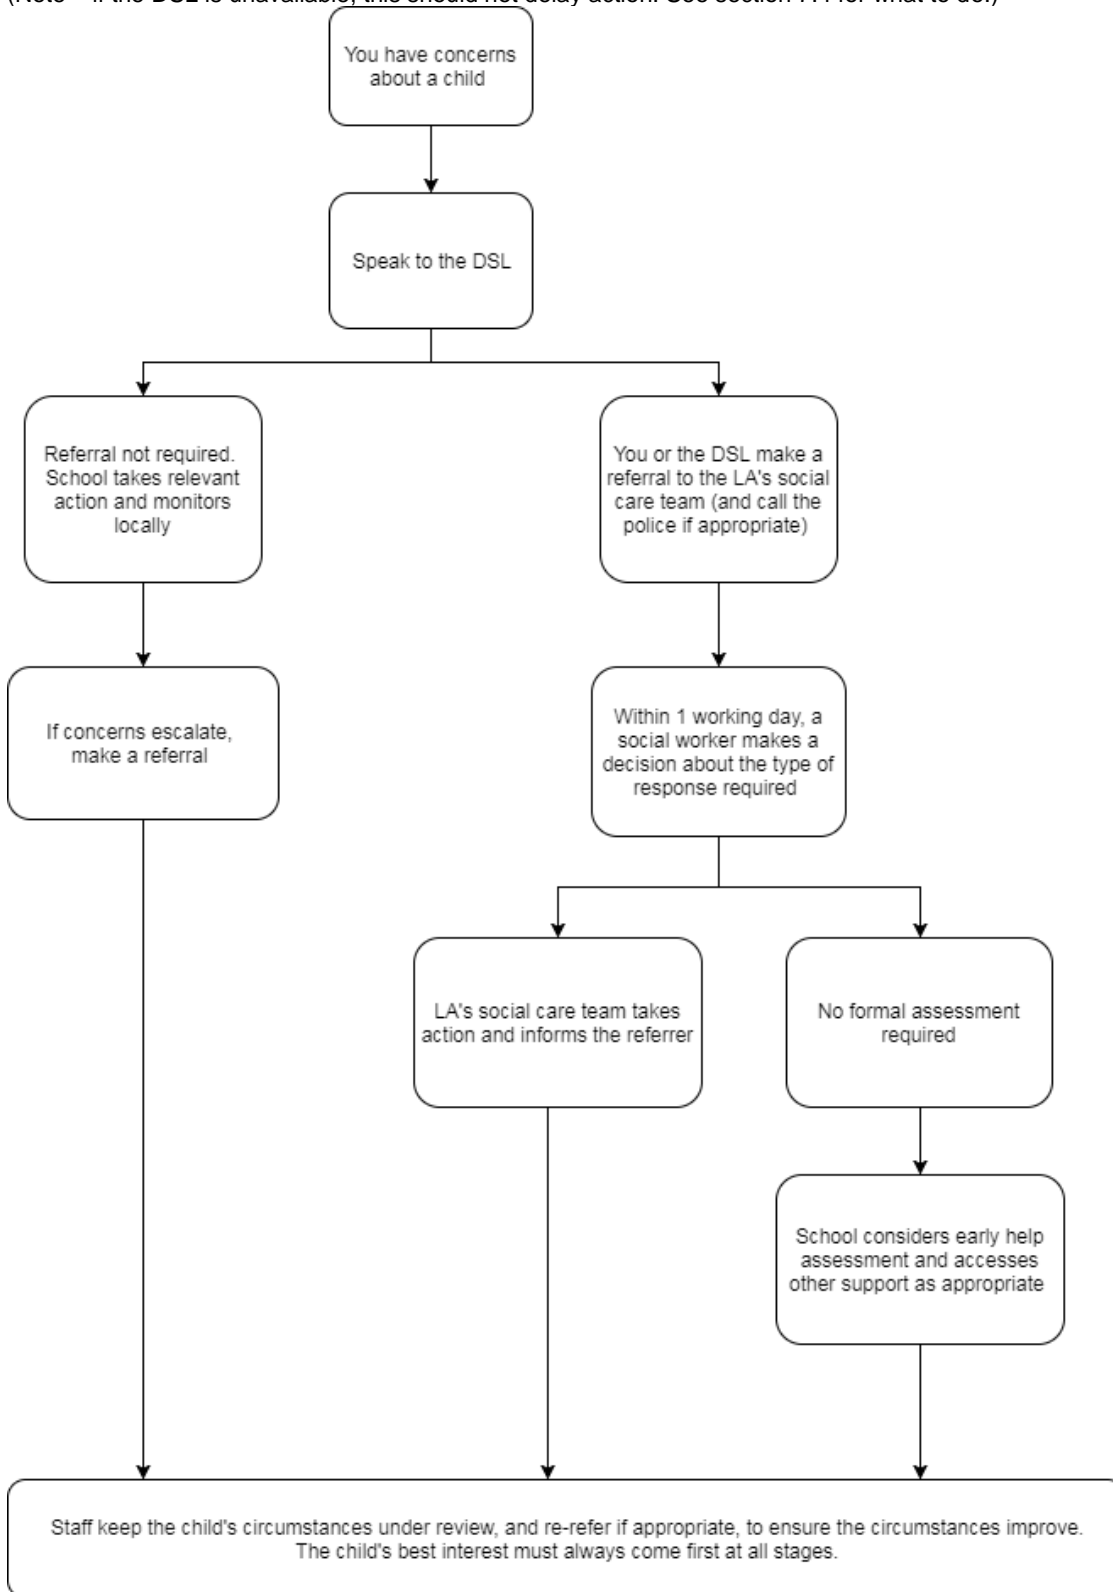 (Note – if the DSL is unavailable, this should not delay action. See section 7.4 for what to do.)
You have concerns
about a child
Speak to the DSL
Referral not required.
School takes relevant
action and monitors
locally
You or the DSL make a
referral to the LA's social
care team (and call the
police if appropriate)
If concerns escalate,
make a referral
Within 1 working day, a
social worker makes a
decision about the type of
response required
LA's social care team takes
action and informs the referrer
No formal assessment
required
School considers early help
assessment and accesses
other support as appropriate
Staff keep the child's circumstances under review, and re-refer if appropriate, to ensure the circumstances improve.
The child's best interest must always come first at all stages.